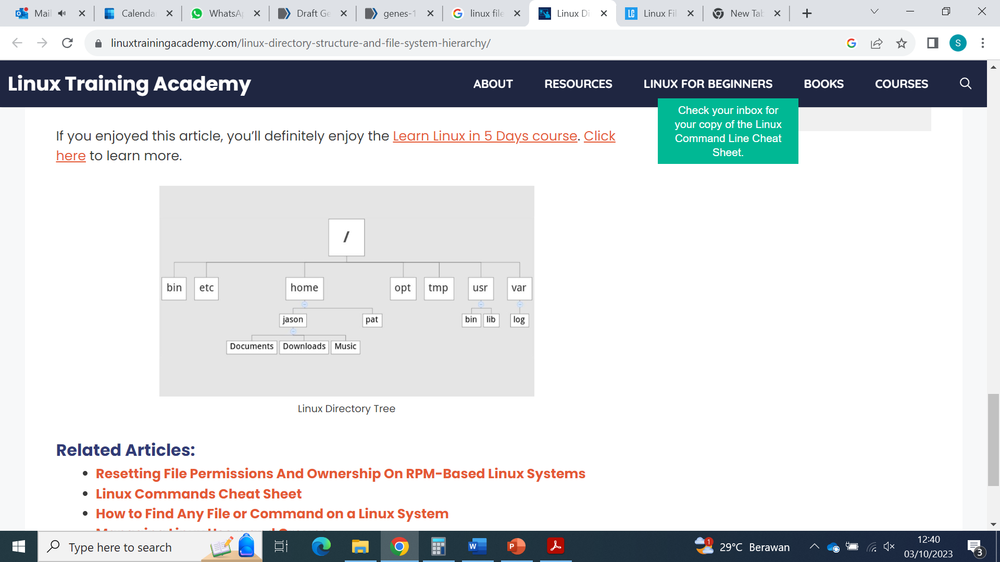 Mail
Calenda
WhatsAp
Draft Ge
genes-1
linux file
Linux Di
LC
Linux Fil
New Tab
linuxtrainingacademy.com/linux-directory-structure-and-file-system-hierarchy/
S
Linux Training Academy
ABOUT
RESOURCES
LINUX FOR BEGINNERS
BOOKS
COURSES
Check your inbox for
your copy of the Linux
Command Line Cheat
Sheet.
If you enjoyed this article, you’ll definitely enjoy the Learn Linux in 5 Days course. Click
here to learn more.
/
bin
etc
home
opt
tmp
usr
var
jason
pat
bin
lib
log
Documents
Downloads
Music
Linux Directory Tree
Related Articles:
Resetting File Permissions And Ownership On RPM-Based Linux Systems
Linux Commands Cheat Sheet
How to Find Any File or Command on a Linux System
Type here to search
1
29°C Berawan
12:40
03/10/2023
3